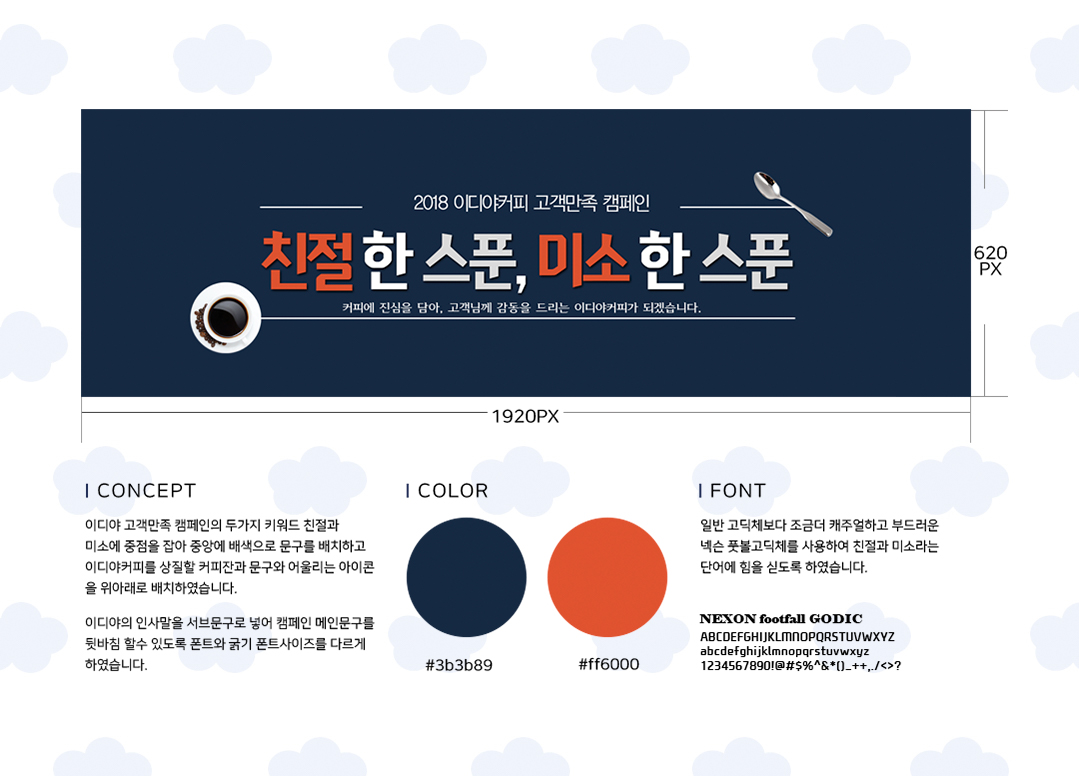 2018 이디야커피 고객만족 캠페인
친절 한 스푼, 미소 한 스푼
커피에 진심을 담아, 고객님께 감동을 드리는 이디야커피가 되겠습니다.
620
PX
1920PX
CONCEPT
이디야 고객만족 캠페인의 두가지 키워드 친절과
미소에 중점을 잡아 중앙에 배색으로 문구를 배치하고
이디야커피를 상질할 커피잔과 문구와 어울리는 아이콘
을 위아래로 배치하였습니다.
이디야의 인사말을 서브문구로 넣어 캠페인 메인문구를
뒷바침 할수 있도록 폰트와 굵기 폰트사이즈를 다르게
하였습니다.
COLOR
#3b3b89
#ff6000
FONT
일반 고딕체보다 조금더 캐주얼하고 부드러운
넥슨 풋볼고딕체를 사용하여 친절과 미소라는
단어에 힘을 싣도록 하였습니다.
NEXON footfall GODIC
ABCDEFGHIJKLMNOPQRSTUVWXYZ
abcdefghijklmnopqrstuvwxyz
1234567890!@#$%^&*()_++,./<>?